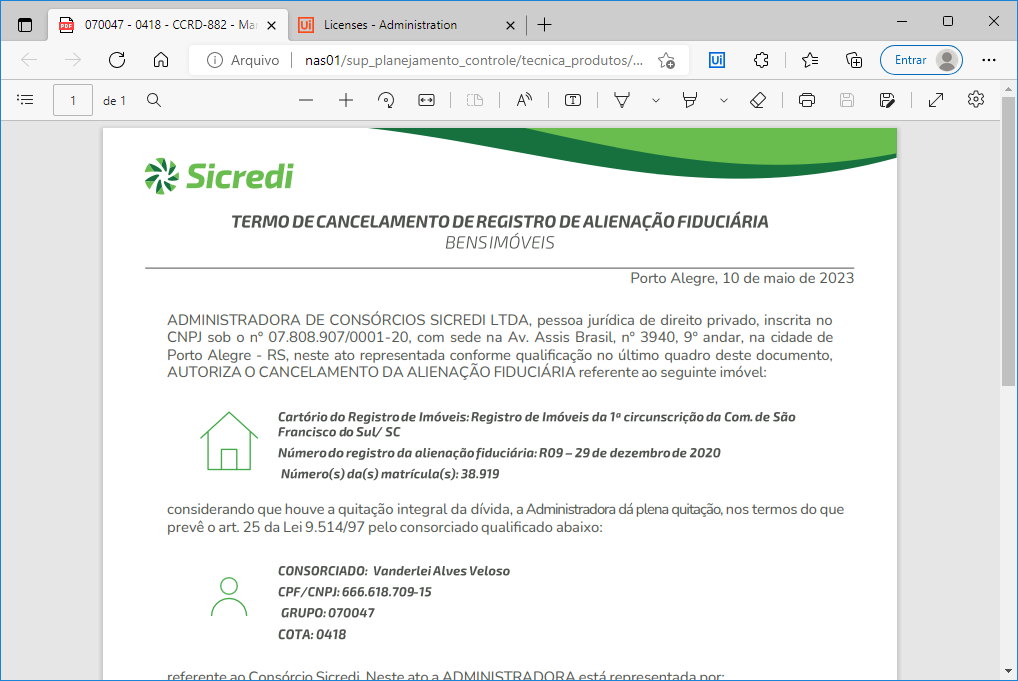 070047 - 0418 - CCRD-882 - Ma
Licenses - Administration
Arquivo
nas01/sup_planejamento_controle/tecnica_produtos/...
Entrar
1
de 1
Sicredi
TERMO DE CANCELAMENTO DE REGISTRO DE ALIENAÇÃO FIDUCIÁRIA
BENS IMÓVEIS
Porto Alegre, 10 de maio de 2023
ADMINISTRADORA DE CONSÓRCIOS SICREDI LTDA, pessoa jurídica de direito privado, inscrita no
CNPJ sob o nº 07.808.907/0001-20, com sede na Av. Assis Brasil, nº 3940, 9º andar, na cidade de
Porto Alegre - RS, neste ato representada conforme qualificação no último quadro deste documento,
AUTORIZA O CANCELAMENTO DA ALIENAÇÃO FIDUCIÁRIA referente ao seguinte imóvel:
Cartório do Registro de Imóveis: Registro de Imóveis da 1ª circunscrição da Com. de São
Francisco do Sul/ SC
Número do registro da alienação fiduciária: R09 – 29 de dezembro de 2020
Número(s) da(s) matrícula(s): 38.919
considerando que houve a quitação integral da dívida, a Administradora dá plena quitação, nos termos do que
prevê o art. 25 da Lei 9.514/97 pelo consorciado qualificado abaixo:
CONSORCIADO: Vanderlei Alves Veloso
CPF/CNPJ: 666.618.709-15
GRUPO: 070047
COTA: 0418
referente ao Consórcio Sicredi. Neste ato a ADMINISTRADORA está representada por: